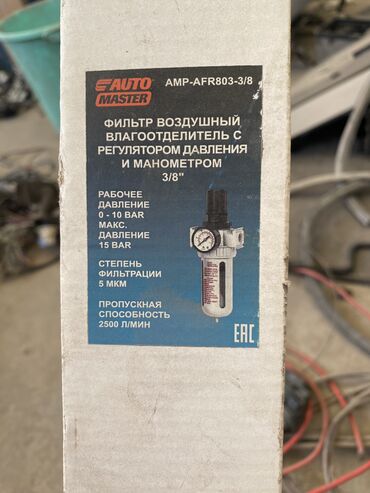 AUTO
MASTER
AMP-AFR803-3/8
ФИЛЬТР ВОЗДУШНЫЙ
ВЛАГООТДЕЛИТЕЛЬ С
РЕГУЛЯТОРОМ ДАВЛЕНИЯ
И МАНОМЕТРОМ
3/8"
РАБОЧЕЕ
ДАВЛЕНИЕ
0 - 10 BAR
МАКС.
ДАВЛЕНИЕ
15 BAR
СТЕПЕНЬ
ФИЛЬТРАЦИИ
5 МКМ
ПРОПУСКНАЯ
СПОСОБНОСТЬ
2500 Л/МИН
EAC